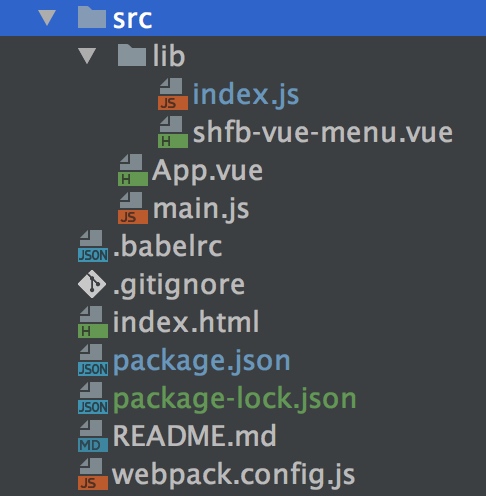 src
lib
JS index.js
H shfb-vue-menu.vue
H App.vue
JS main.js
JSON .babelrc
.gitignore
H index.html
JSON package.json
JSON package-lock.json
MD README.md
JS webpack.config.js